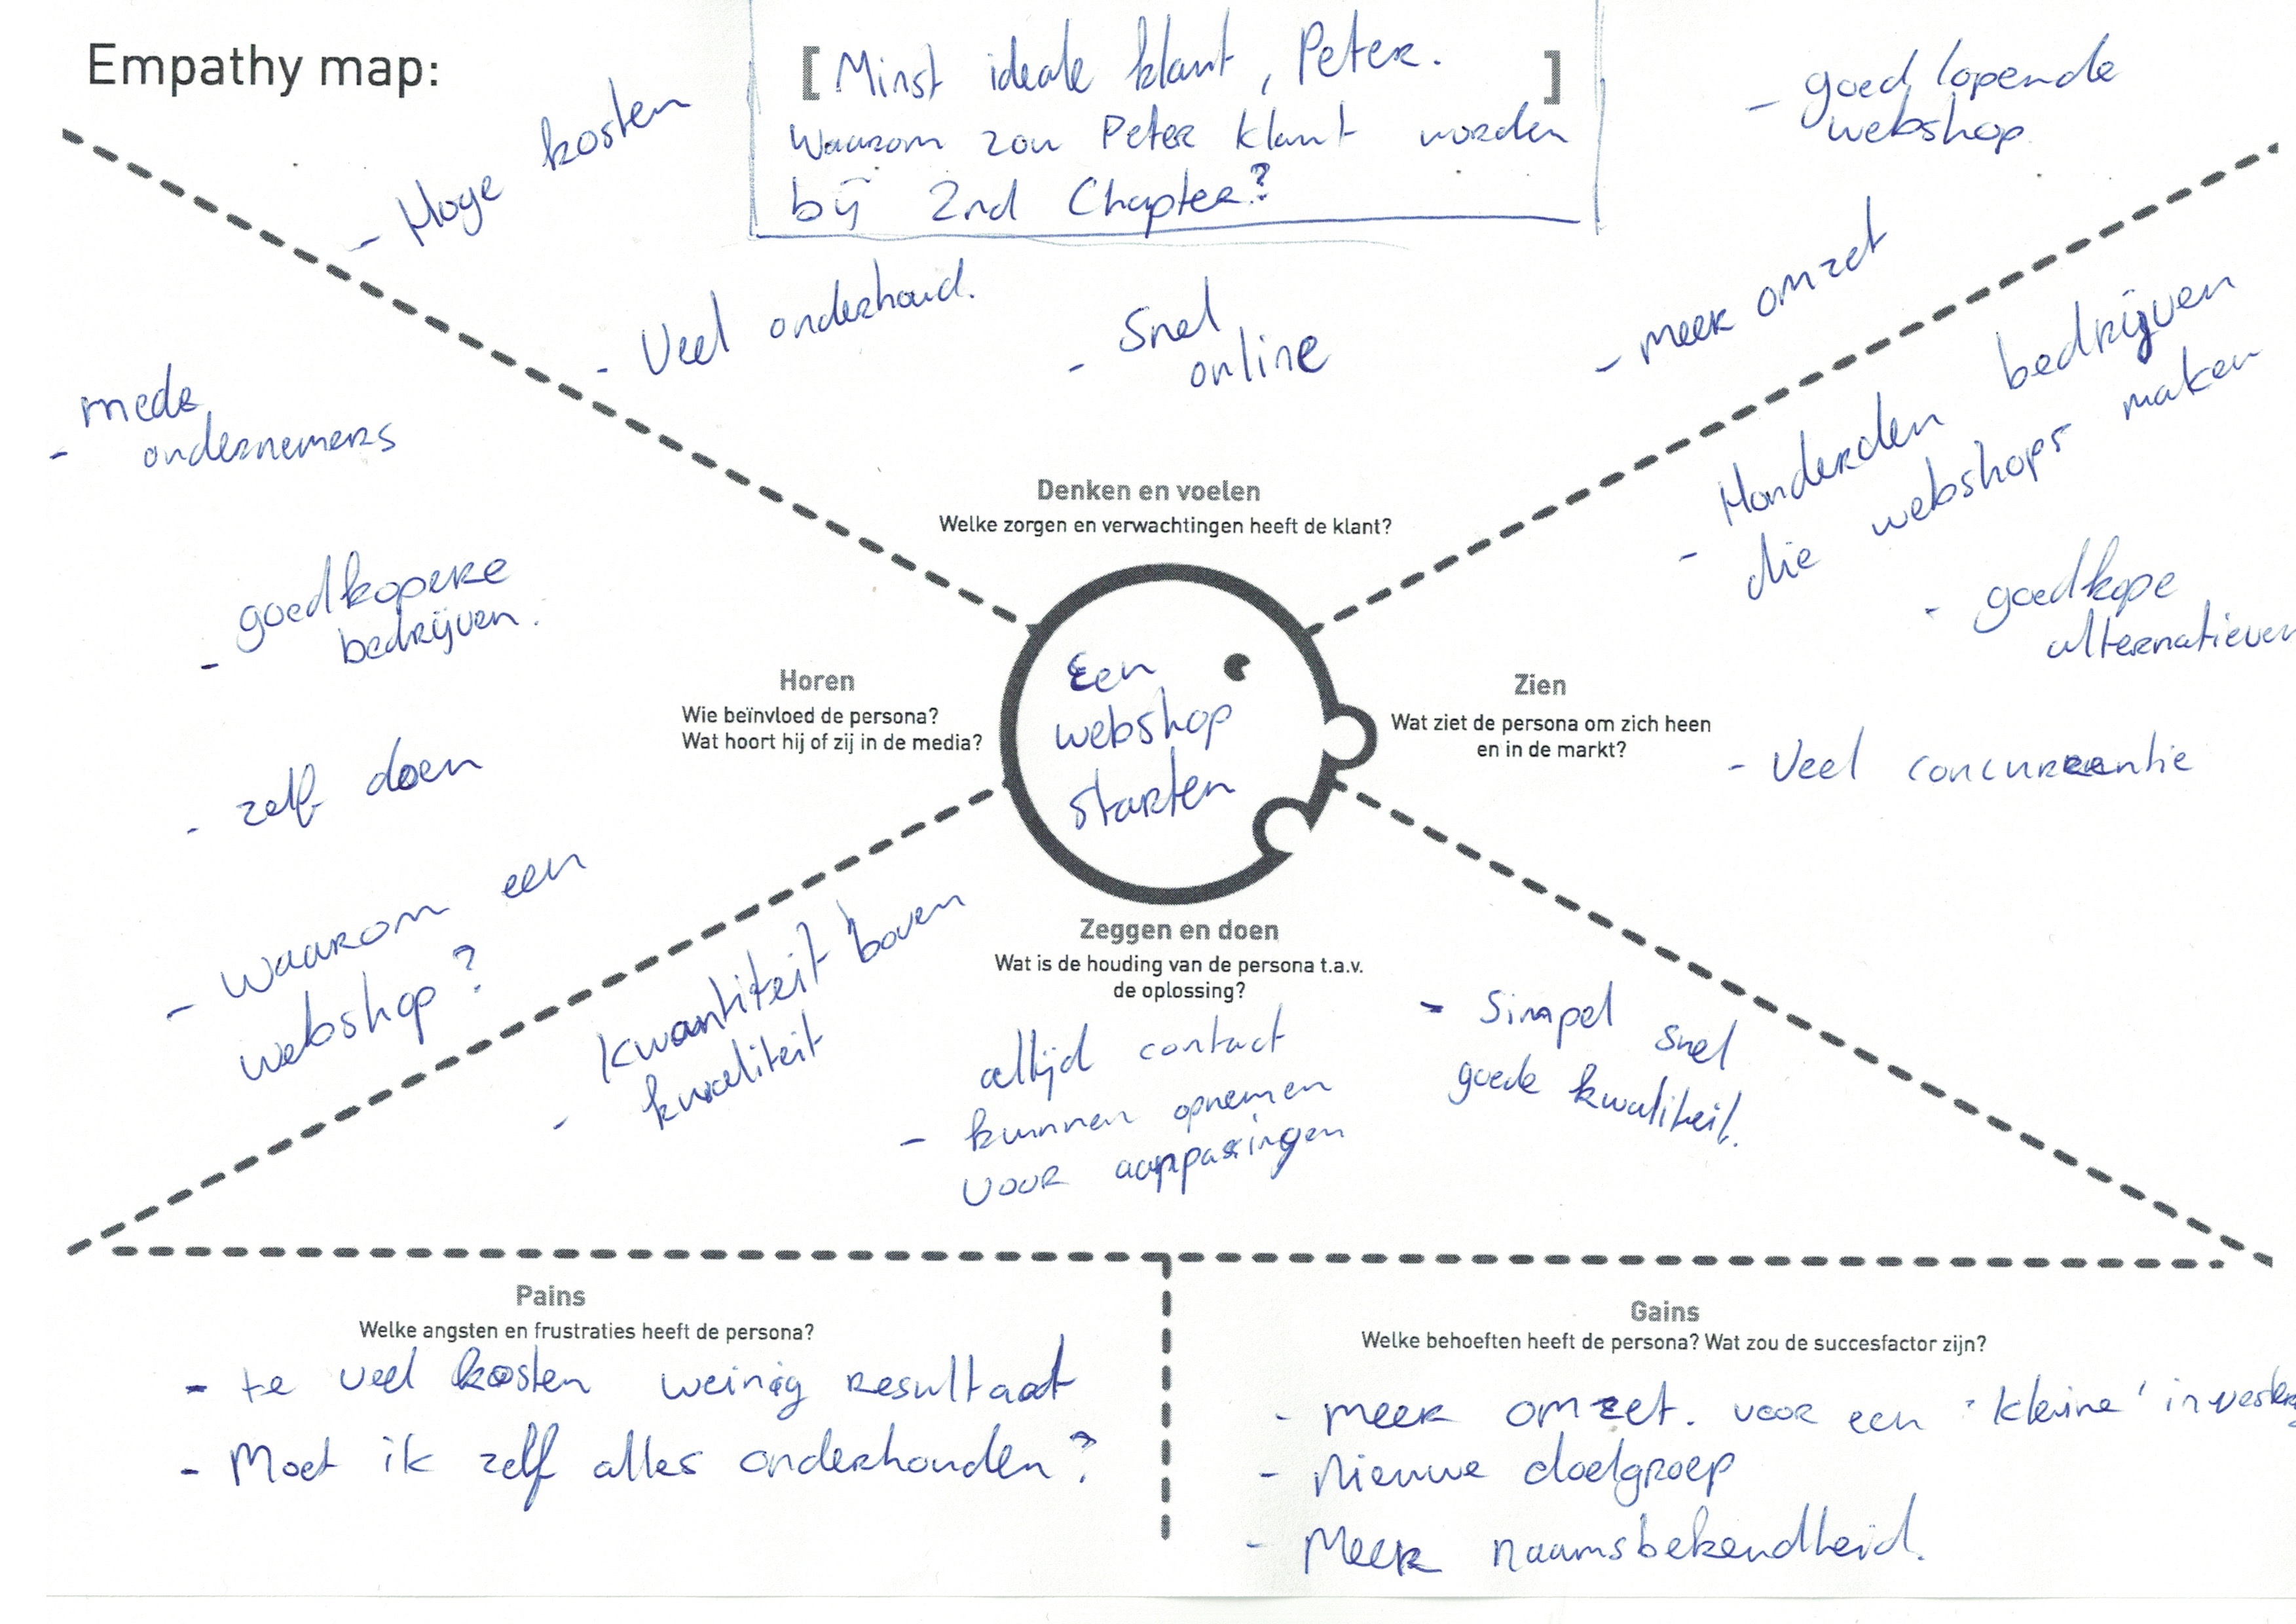 Empathy map:
[ Minst ideale klant, Peter. ]
Waarom zou Peter klant worden
bij 2nd Chapter?
- Hoge kosten
- Veel onderhoud.
- Snel
online
- meer omzet
- goed lopende
webshop
Denken en voelen
Welke zorgen en verwachtingen heeft de klant?
- mede
ondernemers
- goedkopere
bedrijven.
- zelf doen
- waarom een
webshop?
Horen
Wie beïnvloed de persona?
Wat hoort hij of zij in de media?
Een
webshop
starten
Zien
Wat ziet de persona om zich heen
en in de markt?
- Honderden bedrijven
die webshops maken
- goedkope
alternatieven
- Veel concurrentie
Zeggen en doen
Wat is de houding van de persona t.a.v.
de oplossing?
- Kwantiteit boven
kwaliteit
altijd contact
- kunnen opnemen
voor aanpassingen
- Simpel snel
goede kwaliteit.
Pains
Welke angsten en frustraties heeft de persona?
- te veel kosten weinig resultaat
- Moet ik zelf alles onderhouden?
Gains
Welke behoeften heeft de persona? Wat zou de succesfactor zijn?
- meer omzet. voor een 'kleine'
- Nieuwe doelgroep
- Meer naamsbekendheid.